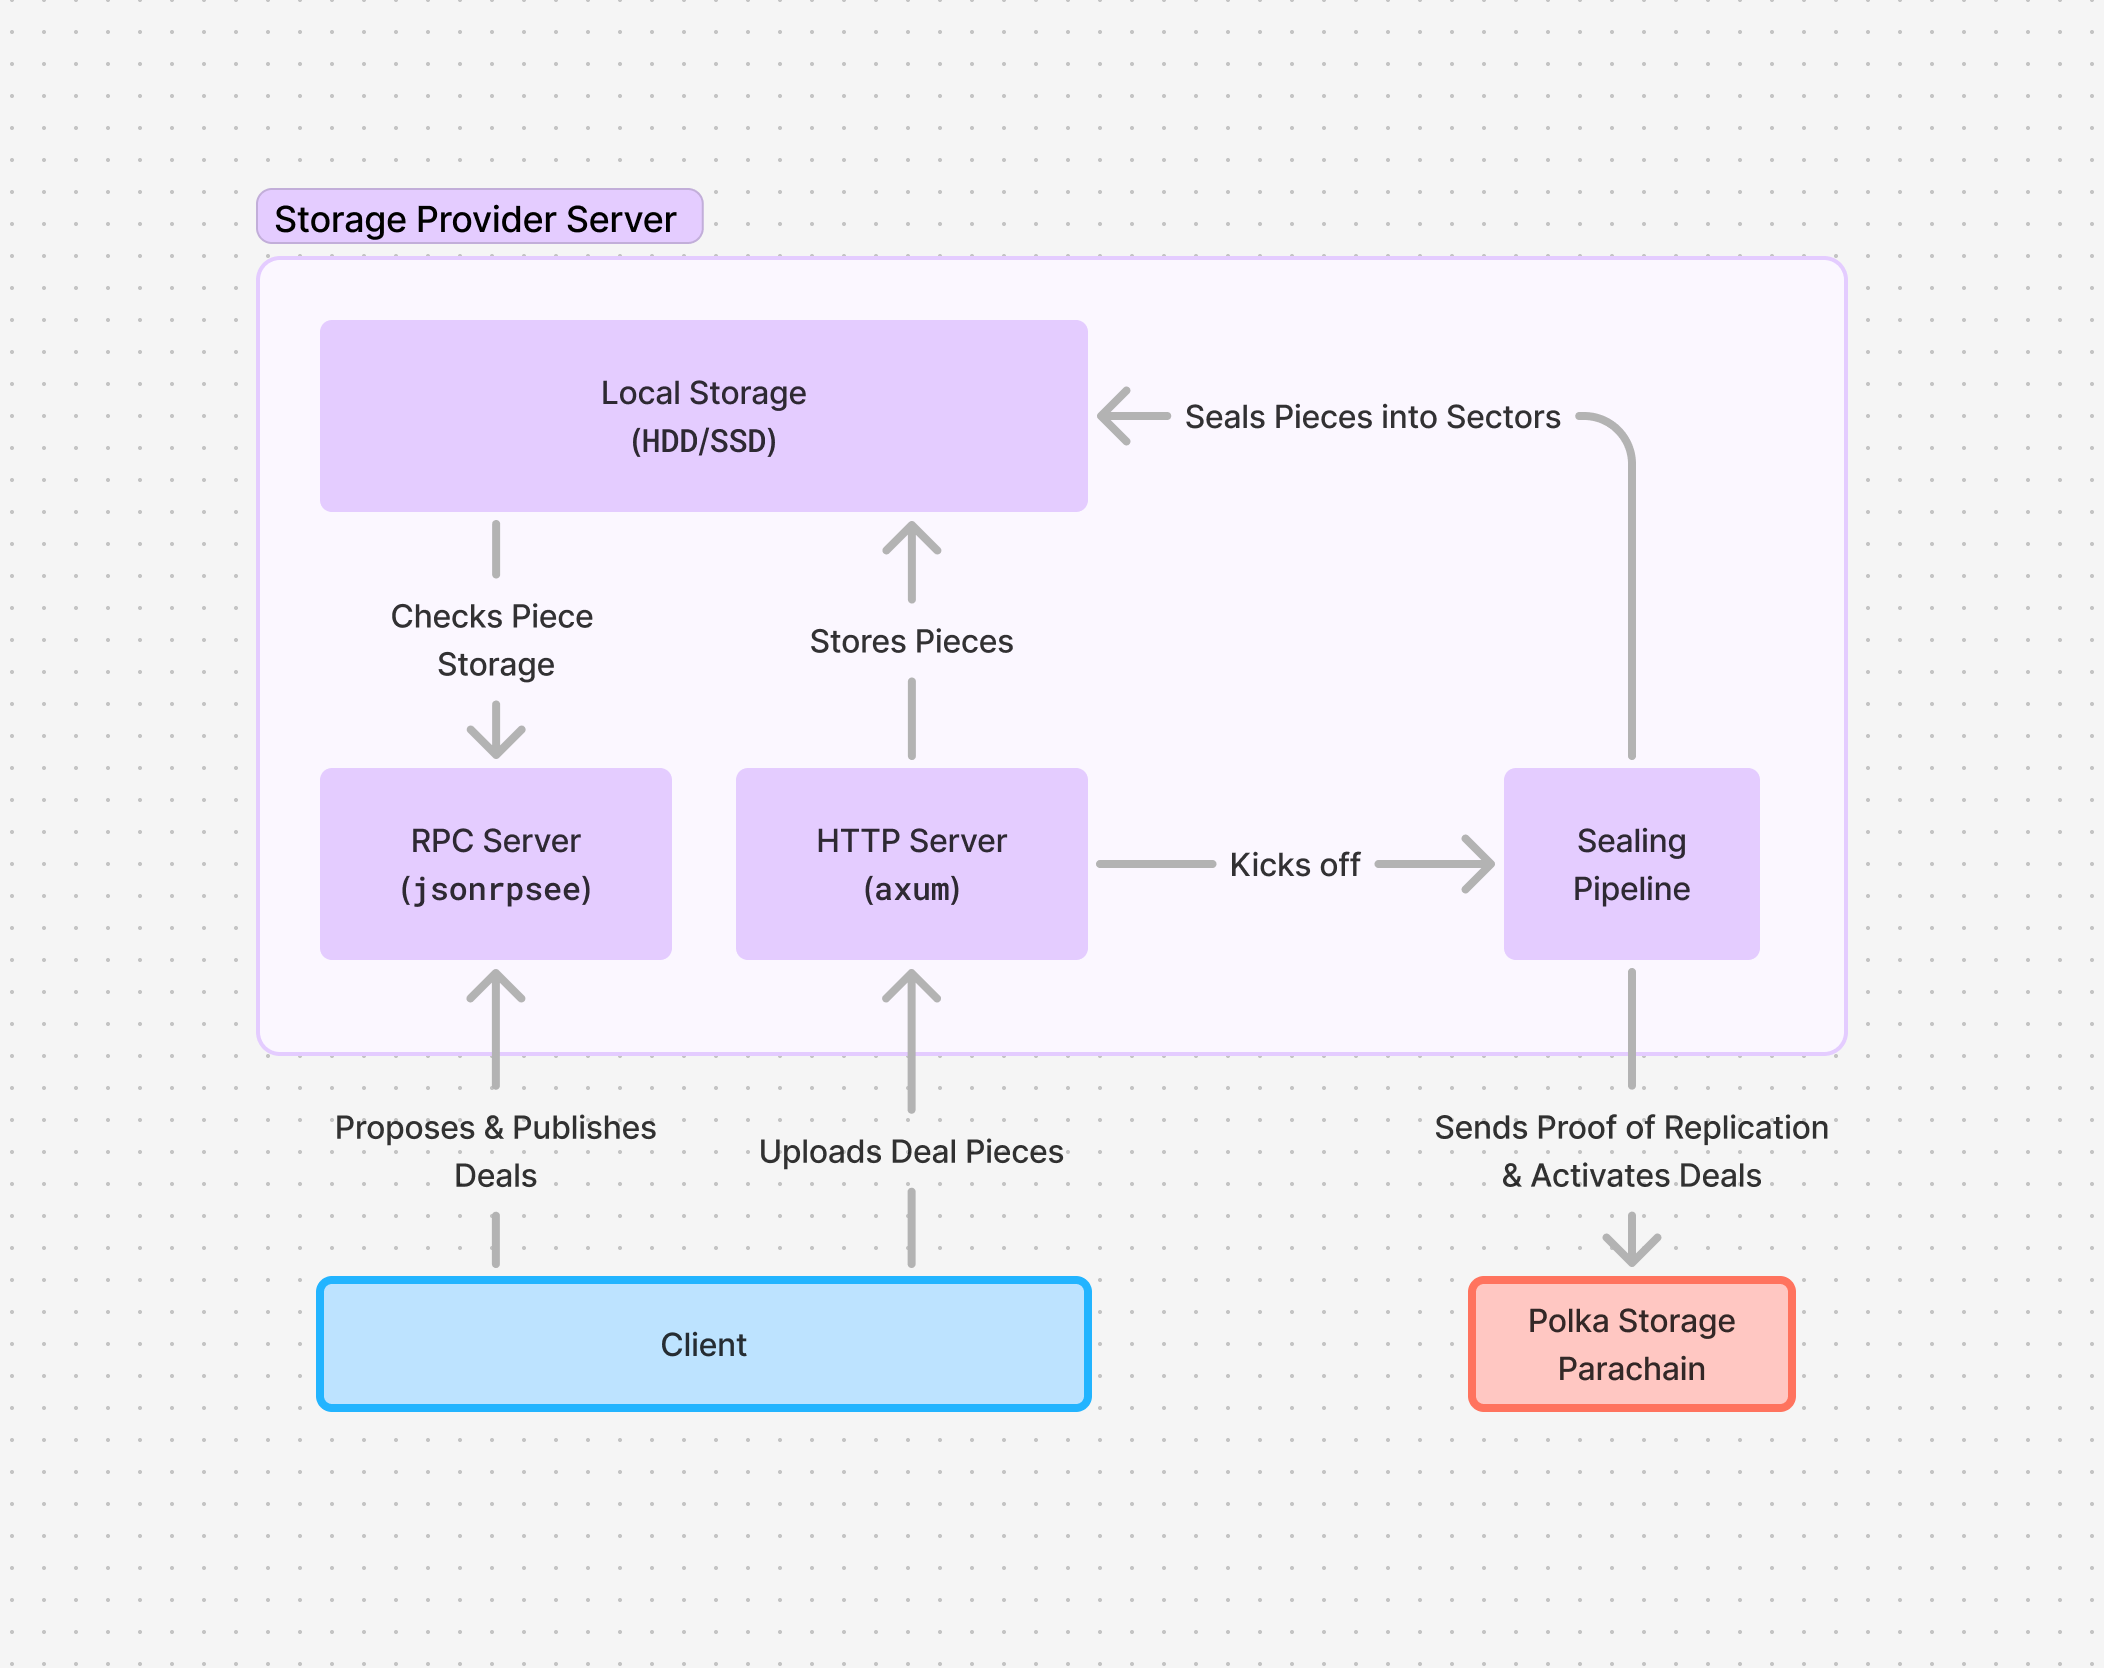 Storage Provider Server
Local Storage
(HDD/SSD)
Seals Pieces into Sectors
Checks Piece
Storage
Stores Pieces
RPC Server
(jsonrpsee)
HTTP Server
(axum)
Kicks off
Sealing
Pipeline
Proposes & Publishes
Deals
Uploads Deal Pieces
Sends Proof of Replication
& Activates Deals
Client
Polka Storage
Parachain